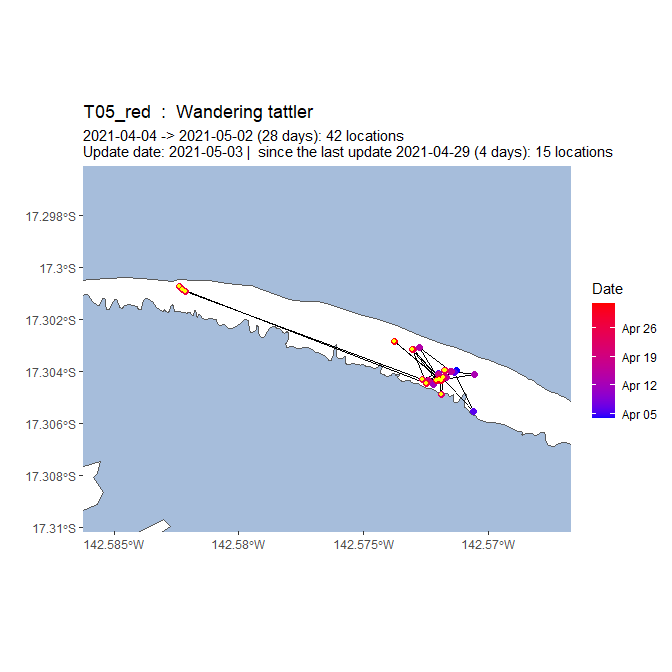 T05_red  :  Wandering tattler
2021-04-04 -> 2021-05-02 (28 days): 42 locations
Update date: 2021-05-03 |  since the last update 2021-04-29 (4 days): 15 locations
17.298°S
17.3°S
17.302°S
17.304°S
17.306°S
17.308°S
17.31°S
142.585°W
142.58°W
142.575°W
142.57°W
Date
Apr 26
Apr 19
Apr 12
Apr 05